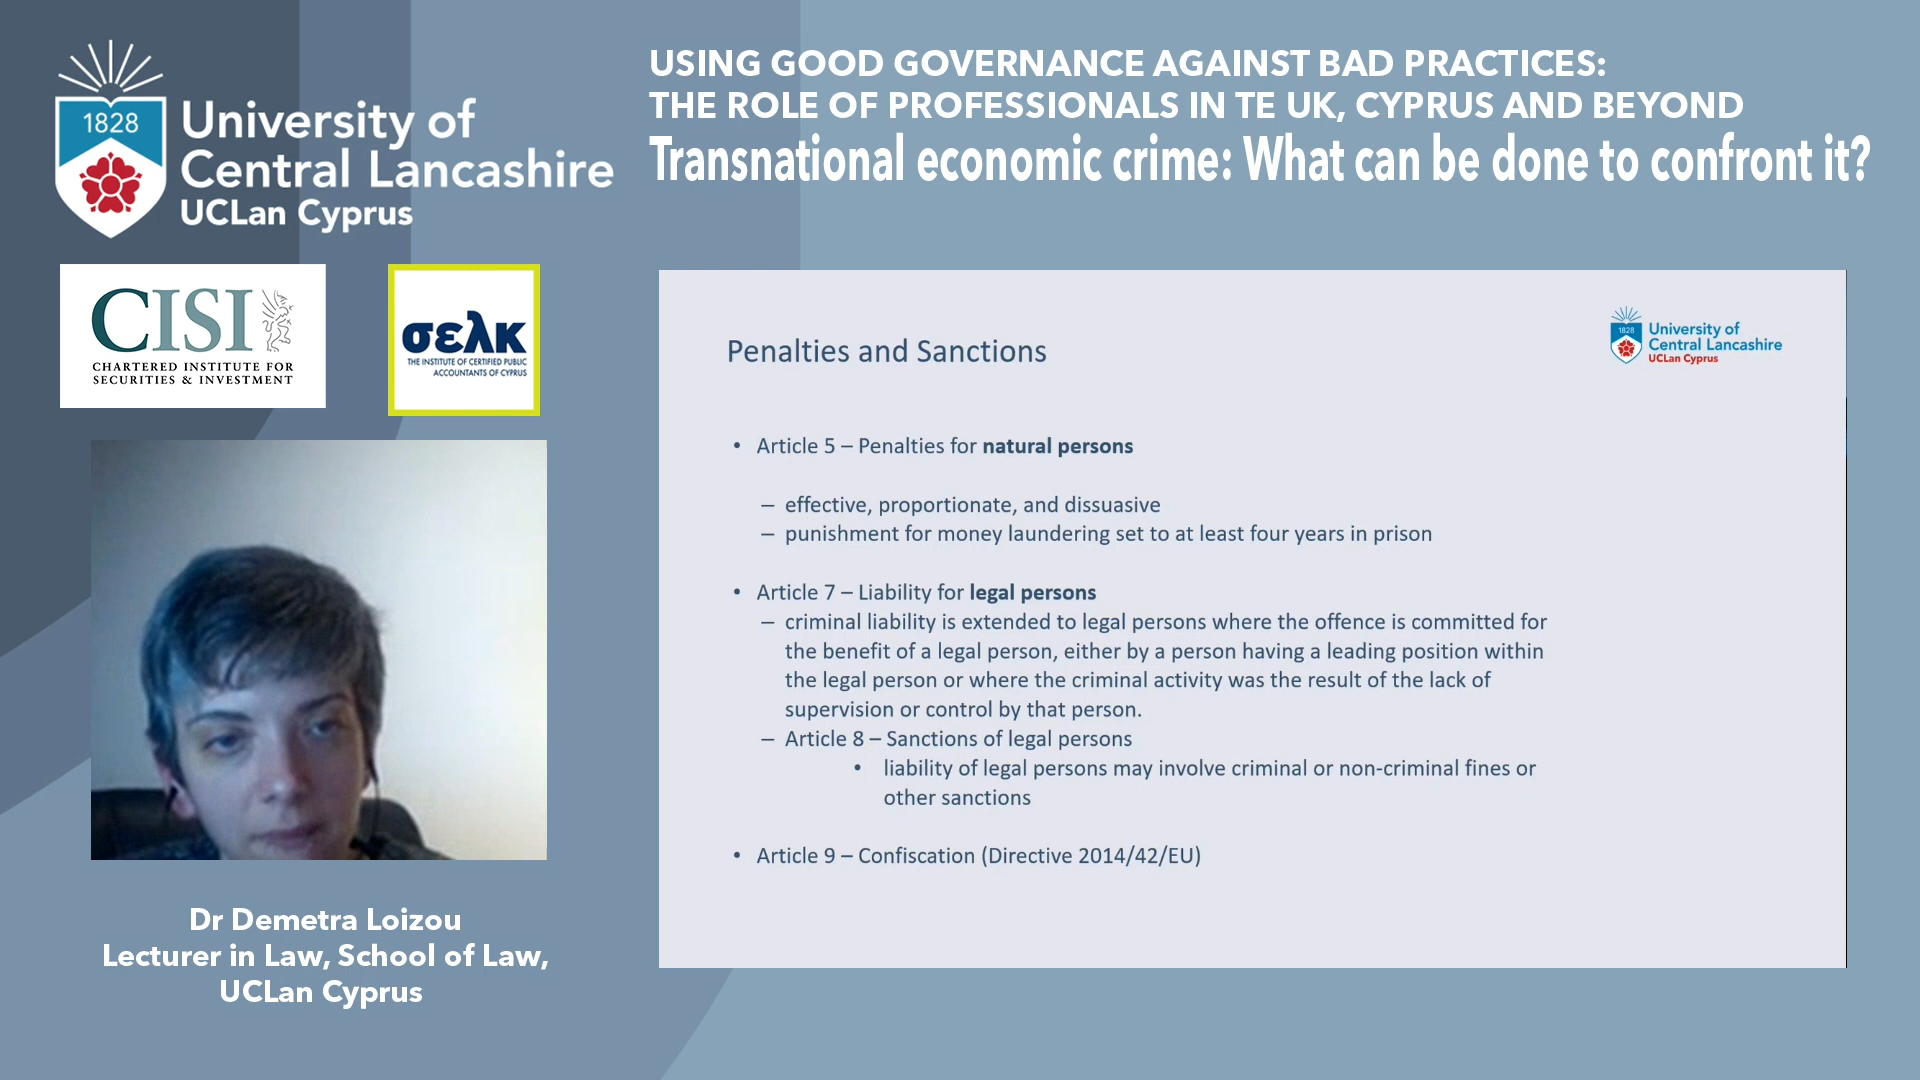 1828
University of
Central Lancashire
UCLan Cyprus
USING GOOD GOVERNANCE AGAINST BAD PRACTICES:
THE ROLE OF PROFESSIONALS IN TE UK, CYPRUS AND BEYOND
Transnational economic crime: What can be done to confront it?
CISI
CHARTERED INSTITUTE FOR
SECURITIES & INVESTMENT
σελκ
THE INSTITUTE OF CERTIFIED PUBLIC
ACCOUNTANTS OF CYPRUS
Dr Demetra Loizou
Lecturer in Law, School of Law,
UCLan Cyprus
Penalties and Sanctions
1828
University of
Central Lancashire
UCLan Cyprus
• Article 5 – Penalties for natural persons
– effective, proportionate, and dissuasive
– punishment for money laundering set to at least four years in prison
• Article 7 – Liability for legal persons
– criminal liability is extended to legal persons where the offence is committed for
the benefit of a legal person, either by a person having a leading position within
the legal person or where the criminal activity was the result of the lack of
supervision or control by that person.
– Article 8 – Sanctions of legal persons
• liability of legal persons may involve criminal or non-criminal fines or
other sanctions
• Article 9 – Confiscation (Directive 2014/42/EU)